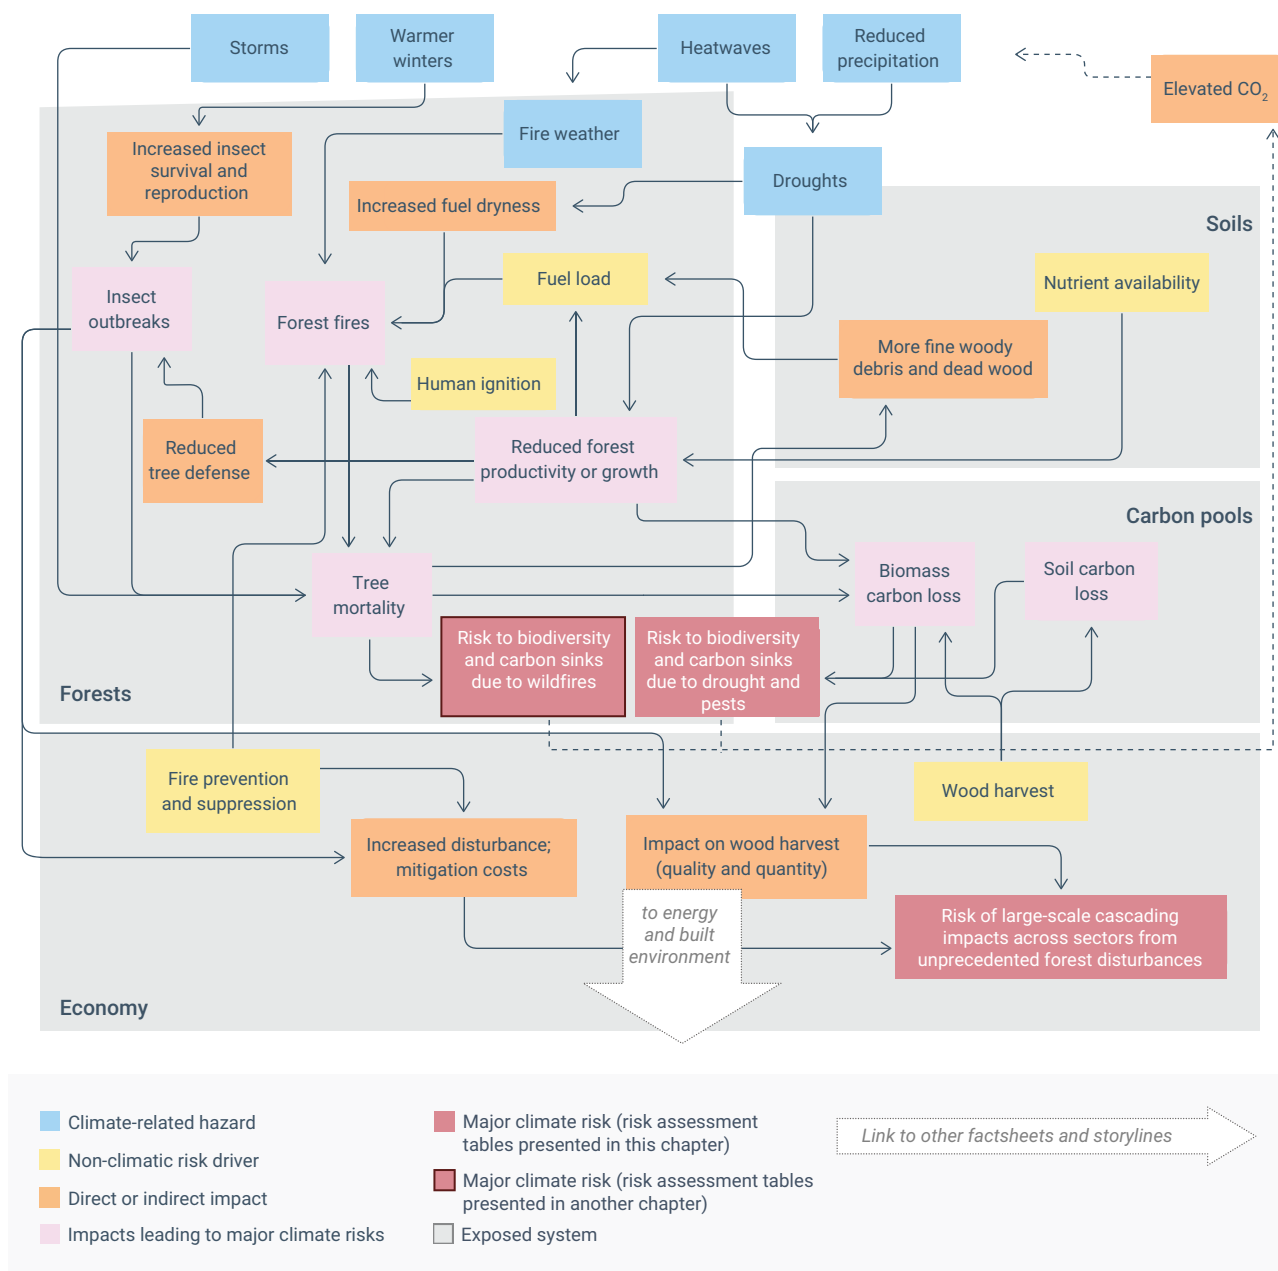 Storms
Warmer
winters
Heatwaves
Reduced
precipitation
Elevated CO2
Fire weather
Increased insect
survival and
reproduction
Increased fuel dryness
Droughts
Soils
Fuel load
Nutrient availability
Insect
outbreaks
Forest fires
More fine woody
debris and dead wood
Human ignition
Reduced
tree defense
Reduced forest
productivity or growth
Carbon pools
Tree
mortality
Biomass
carbon loss
Soil carbon
loss
Risk to biodiversity
and carbon sinks
due to wildfires
Risk to biodiversity
and carbon sinks
due to drought and
pests
Forests
Fire prevention
and suppression
Wood harvest
Increased disturbance;
mitigation costs
Impact on wood harvest
(quality and quantity)
to energy
and built
environment
Risk of large-scale cascading
impacts across sectors from
unprecedented forest disturbances
Economy
Climate-related hazard
Non-climatic risk driver
Direct or indirect impact
Impacts leading to major climate risks
Major climate risk (risk assessment
tables presented in this chapter)
Major climate risk (risk assessment tables
presented in another chapter)
Exposed system
Link to other factsheets and storylines